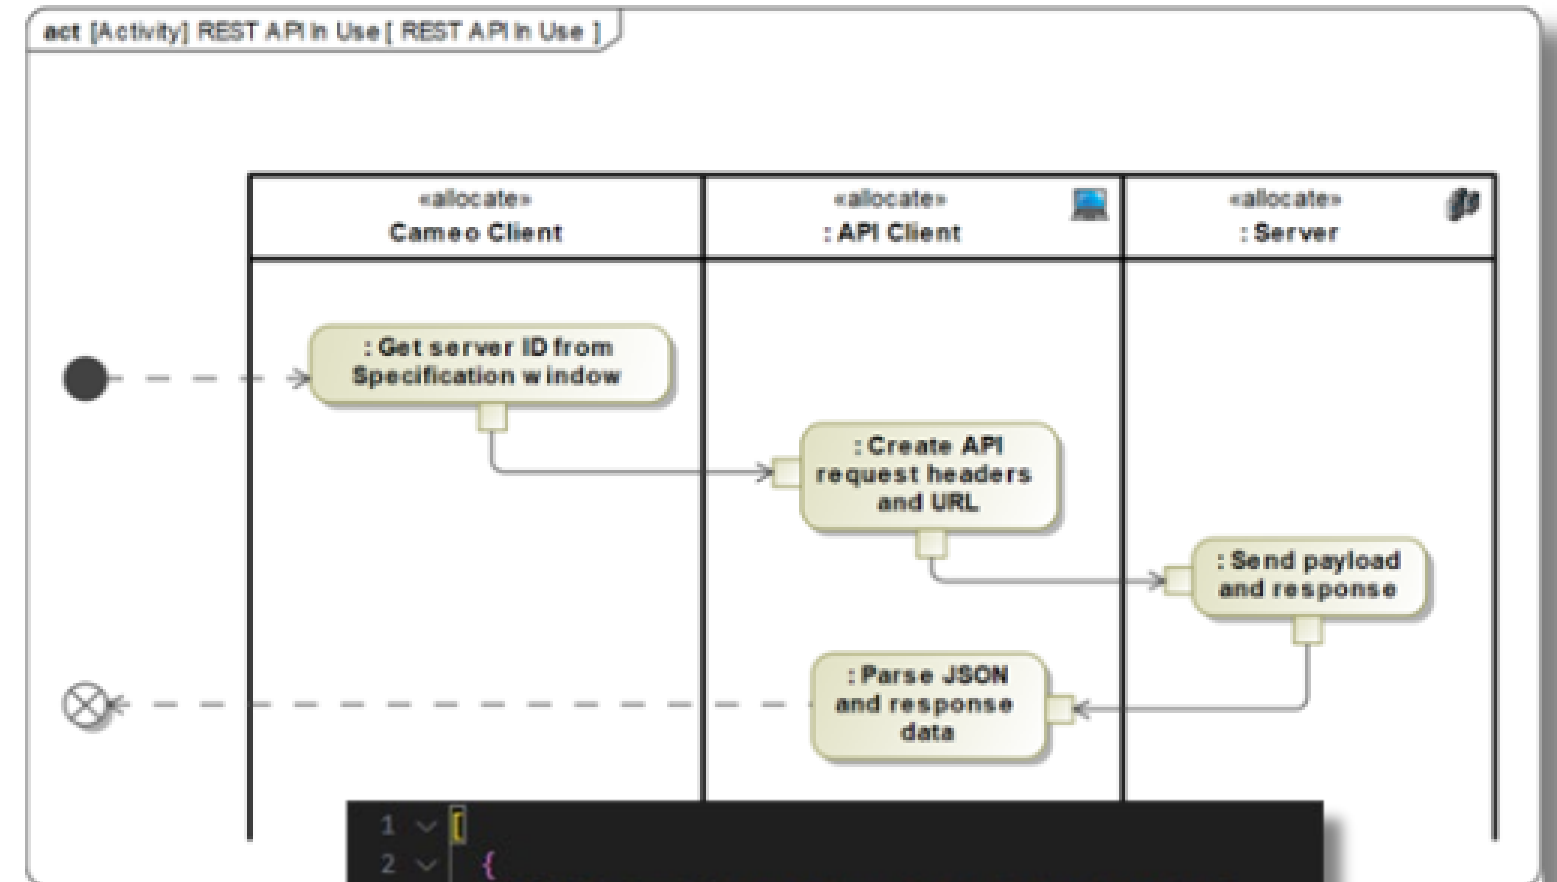 act [Activity] REST API In Use [ REST API In Use ]
«allocate»
Cameo Client
«allocate»
: API Client
«allocate»
: Server
: Get server ID from
Specification window
: Create API
request headers
and URL
: Send payload
and response
: Parse JSON
and response
data
1 [
2 {